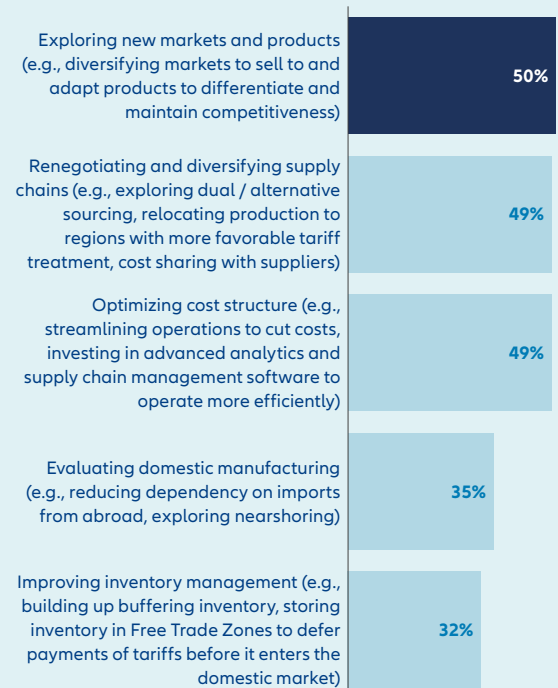 Exploring new markets and products
(e.g., diversifying markets to sell to and
adapt products to differentiate and
maintain competitiveness)
50%
Renegotiating and diversifying supply
chains (e.g., exploring dual / alternative
sourcing, relocating production to
regions with more favorable tariff
treatment, cost sharing with suppliers)
49%
Optimizing cost structure (e.g.,
streamlining operations to cut costs,
investing in advanced analytics and
supply chain management software to
operate more efficiently)
49%
Evaluating domestic manufacturing
(e.g., reducing dependency on imports
from abroad, exploring nearshoring)
35%
Improving inventory management (e.g.,
building up buffering inventory, storing
inventory in Free Trade Zones to defer
payments of tariffs before it enters the
domestic market)
32%